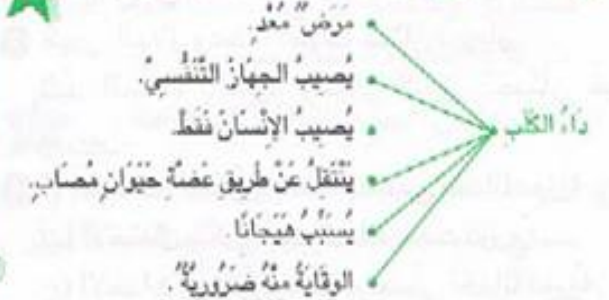 مَرَضٌ مُعْدٍ.
يُصِيبُ الجِهَازَ التَّنَفُّسِيَّ.
يُصِيبُ الإِنْسَانَ فَقَطْ.
دَاءُ الكَلَبِ
يَنْتَقِلُ عَنْ طَرِيقِ عَضَّةِ حَيَوَانٍ مُصَابٍ.
يُسَبِّبُ هَيَجَانًا.
الوِقَايَةُ مِنْهُ ضَرُورِيَّةٌ.